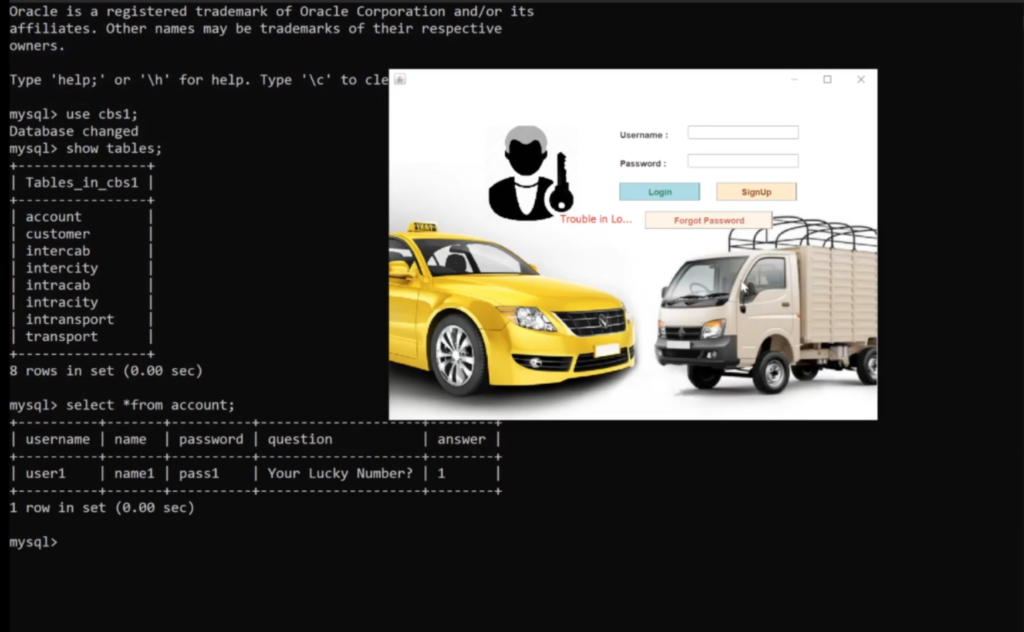 Oracle is a registered trademark of Oracle Corporation and/or its
affiliates. Other names may be trademarks of their respective
owners.
Type 'help;' or '\h' for help. Type '\c' to cle
mysql> use cbs1;
Database changed
mysql> show tables;
+----------------+
| Tables_in_cbs1 |
+----------------+
| account        |
| customer       |
| intercab       |
| intercity      |
| intracab       |
| intracity      |
| intransport    |
| transport      |
+----------------+
8 rows in set (0.00 sec)
mysql> select *from account;
+----------+-------+----------+--------------------+--------+
| username | name  | password | question           | answer |
+----------+-------+----------+--------------------+--------+
| user1    | name1 | pass1    | Your Lucky Number? | 1      |
+----------+-------+----------+--------------------+--------+
1 row in set (0.00 sec)
mysql>
Username :
Password :
Login SignUp
Trouble in Lo... Forgot Password
TAXI